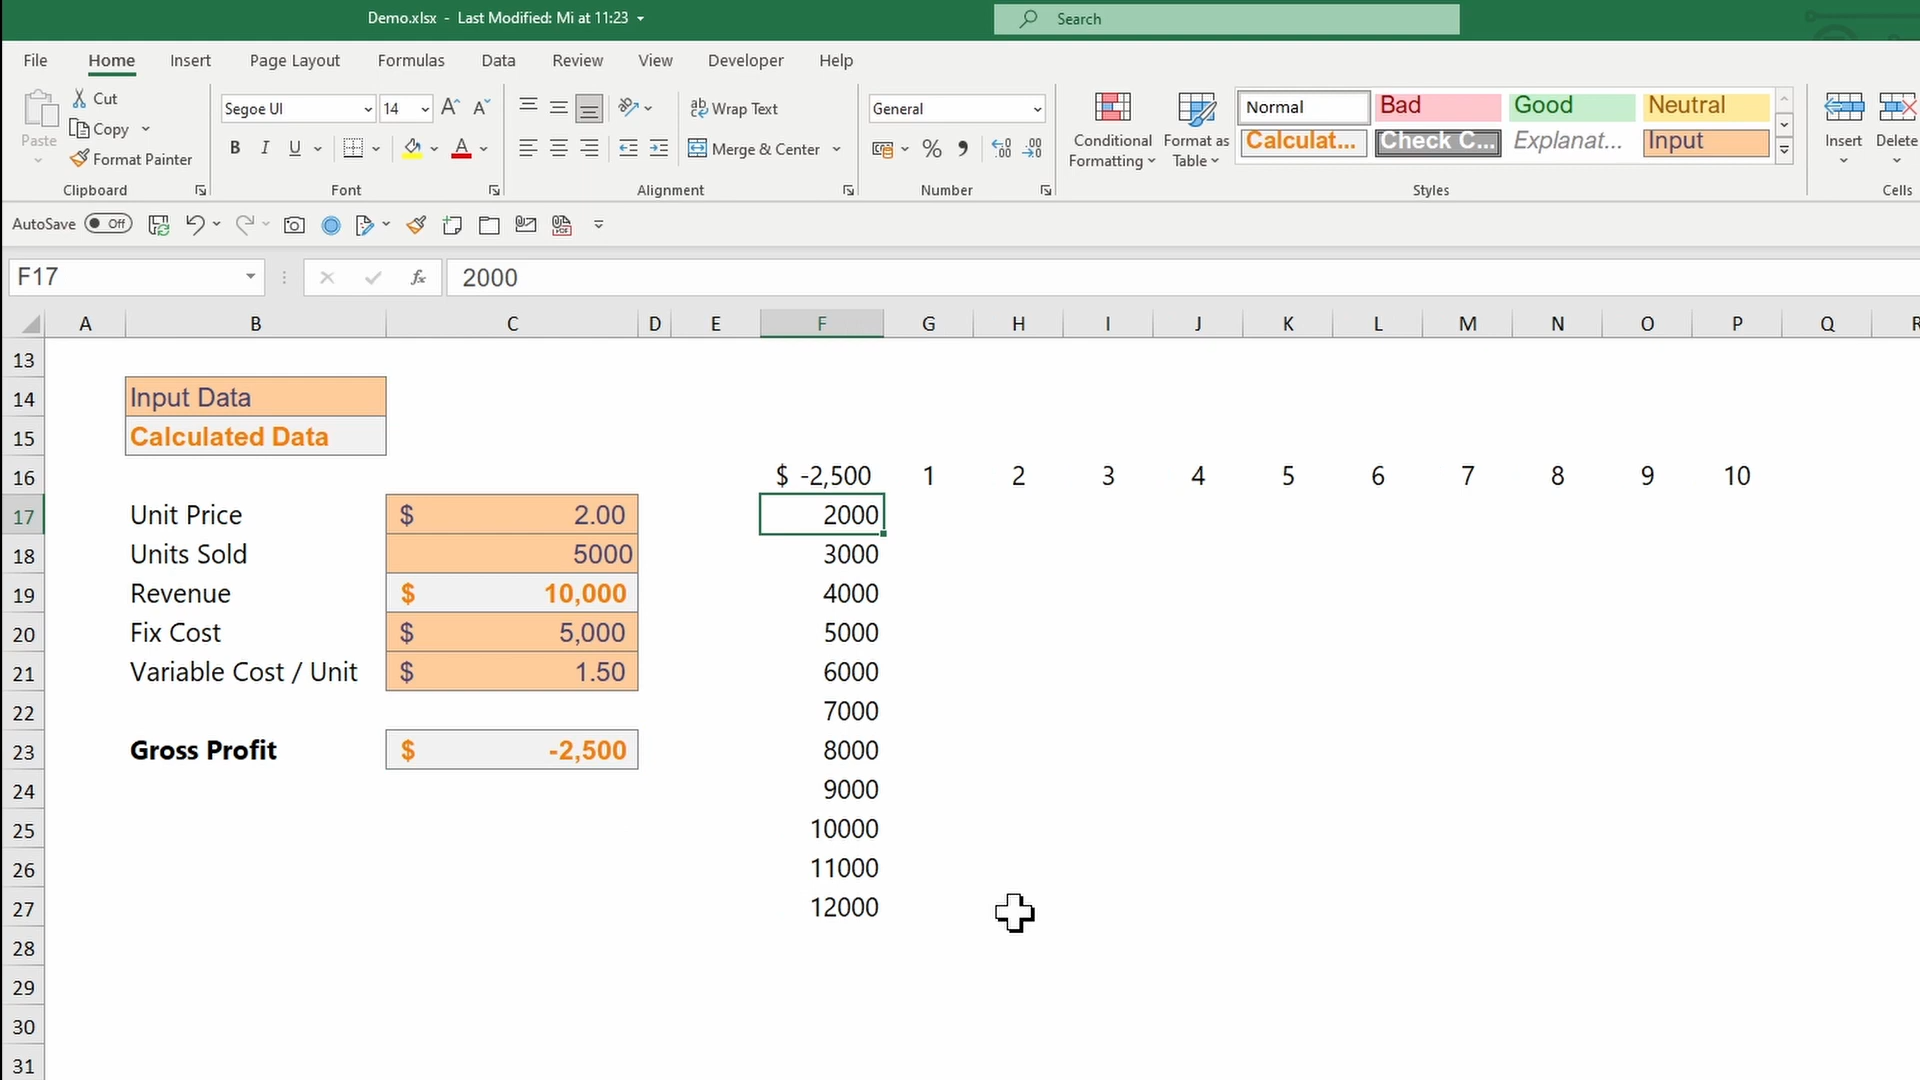 Demo.xlsx - Last Modified: Mi at 11:23
Search
File Home Insert Page Layout Formulas Data Review View Developer Help
Paste
Cut
Copy
Format Painter
Clipboard
Segoe UI 14
B I U
Font
Wrap Text
Merge & Center
Alignment
General
%
Number
Conditional Formatting
Format as Table
Normal Bad Good Neutral
Calculat... Check C... Explanat... Input
Styles
Insert Delete
Cells
AutoSave Off
F17 fx 2000
A B C D E F G H I J K L M N O P Q
13
14 Input Data
15 Calculated Data
16 $ -2,500 1 2 3 4 5 6 7 8 9 10
17 Unit Price $ 2.00 2000
18 Units Sold 5000 3000
19 Revenue $ 10,000 4000
20 Fix Cost $ 5,000 5000
21 Variable Cost / Unit $ 1.50 6000
22 7000
23 Gross Profit $ -2,500 8000
24 9000
25 10000
26 11000
27 12000
28
29
30
31